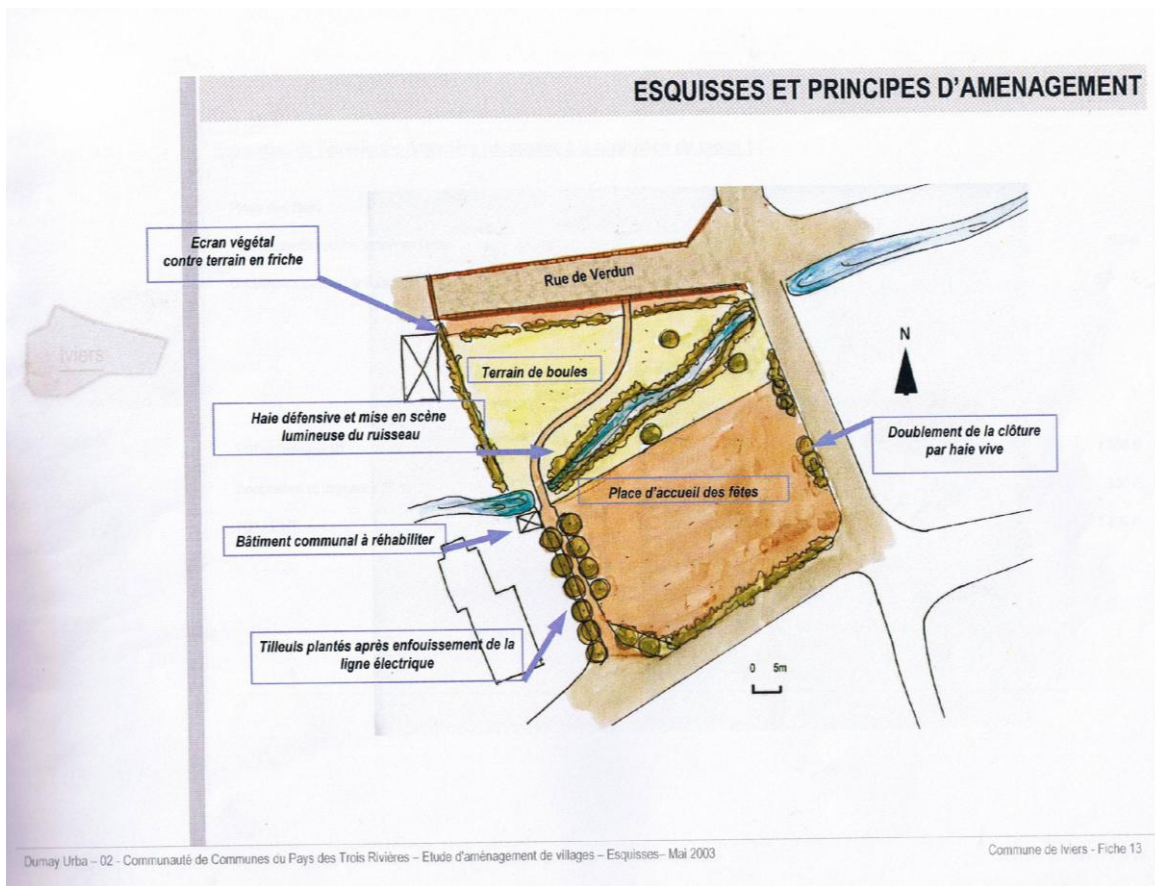 ESQUISSES ET PRINCIPES D'AMENAGEMENT
Ecran végétal
contre terrain en friche
Rue de Verdun
Iviers
N
Terrain de boules
Haie défensive et mise en scène
lumineuse du ruisseau
Doublement de la clôture
par haie vive
Place d'accueil des fêtes
Bâtiment communal à réhabiliter
Tilleuls plantés après enfouissement de la
ligne électrique
0 5m
Dumay Urba – 02 - Communauté de Communes du Pays des Trois Rivières – Etude d'aménagement de villages – Esquisses– Mai 2003
Commune de Iviers - Fiche 13